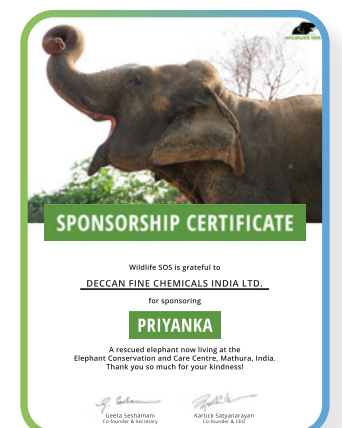 WILDLIFE SOS
SPONSORSHIP CERTIFICATE
Wildlife SOS is grateful to
DECCAN FINE CHEMICALS INDIA LTD.
for sponsoring
PRIYANKA
A rescued elephant now living at the
Elephant Conservation and Care Centre, Mathura, India.
Thank you so much for your kindness!
Geeta Seshamani
Co-founder & Secretary
Kartick Satyanarayan
Co-founder & CEO